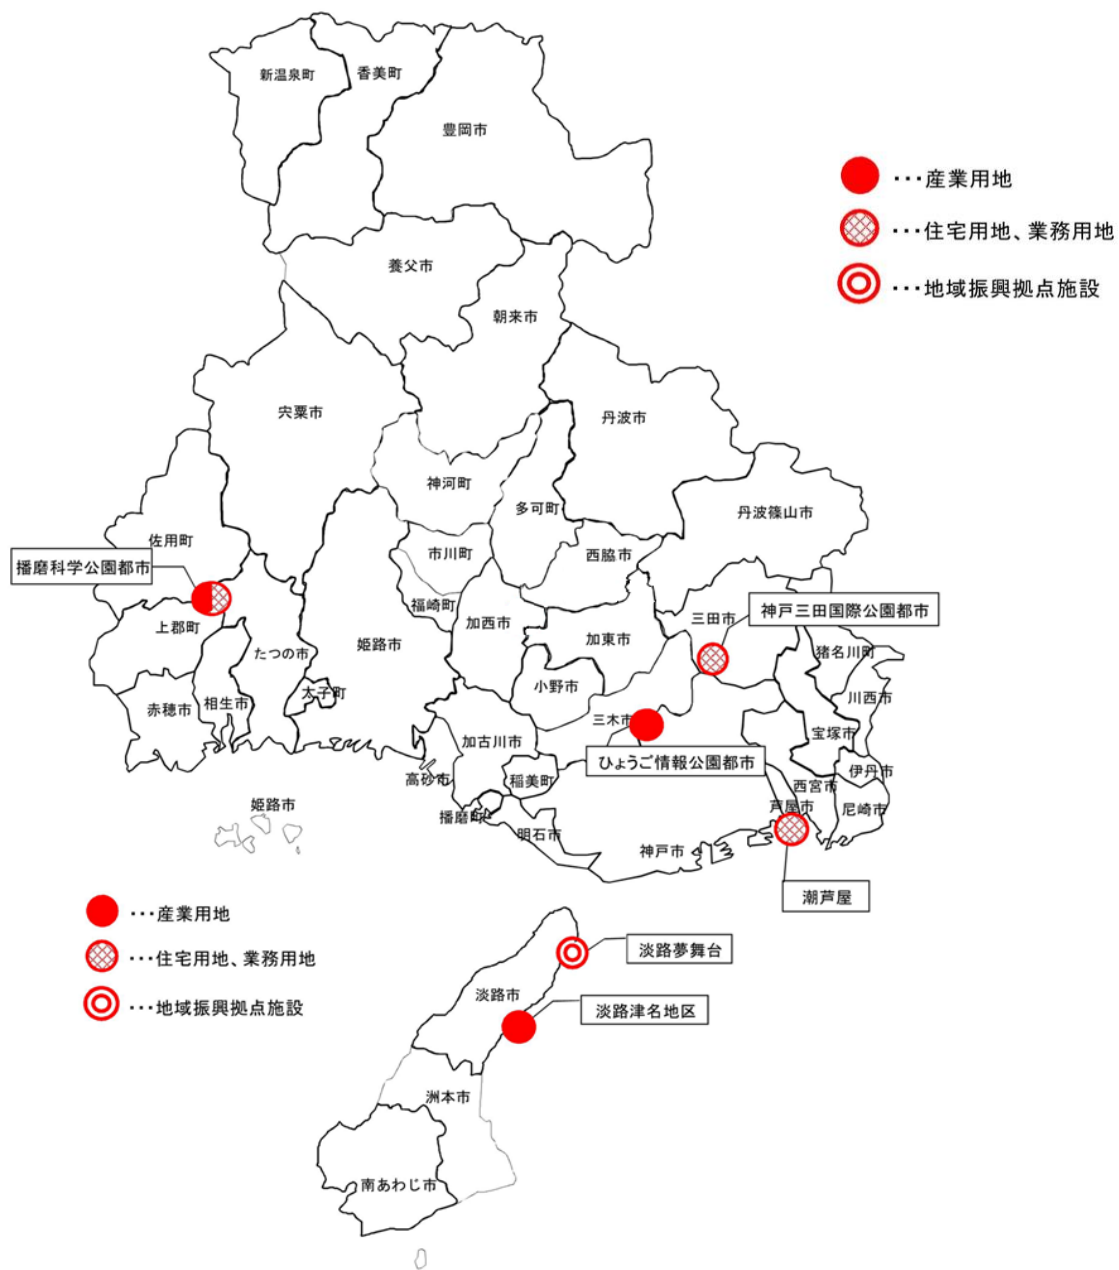 新温泉町
香美町
豊岡市
・・・産業用地
・・・住宅用地、業務用地
・・・地域振興拠点施設
養父市
朝来市
宍粟市
丹波市
神河町
多可町
丹波篠山市
佐用町
市川町
西脇市
播磨科学公園都市
福崎町
加西市
加東市
三田市
神戸三田国際公園都市
上郡町
姫路市
たつの市
猪名川町
小野市
太子町
相生市
赤穂市
川西市
三木市
宝塚市
加古川市
ひょうご情報公園都市
高砂市
稲美町
伊丹市
西宮市
姫路市
芦屋市
尼崎市
播磨町
明石市
神戸市
潮芦屋
・・・産業用地
・・・住宅用地、業務用地
・・・地域振興拠点施設
淡路夢舞台
淡路市
淡路津名地区
洲本市
南あわじ市